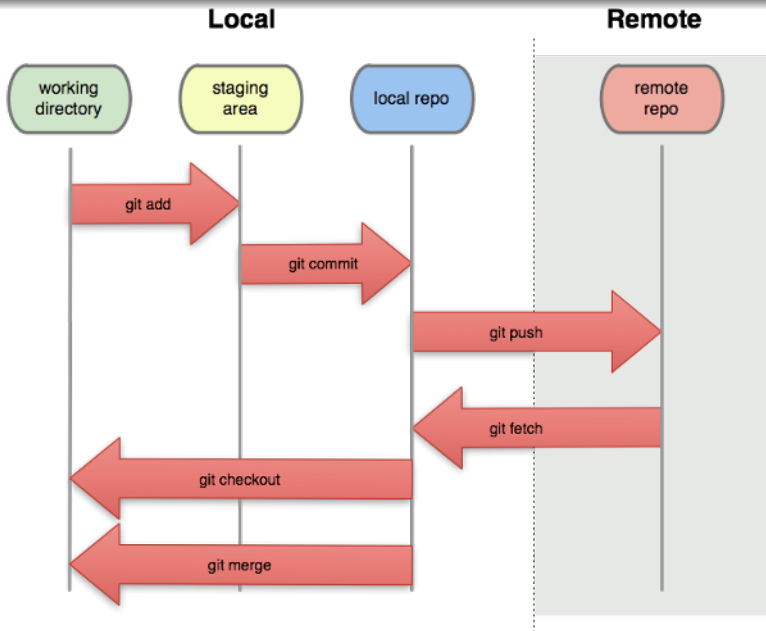 Local
Remote
working
directory
staging
area
local repo
remote
repo
git add
git commit
git push
git fetch
git checkout
git merge